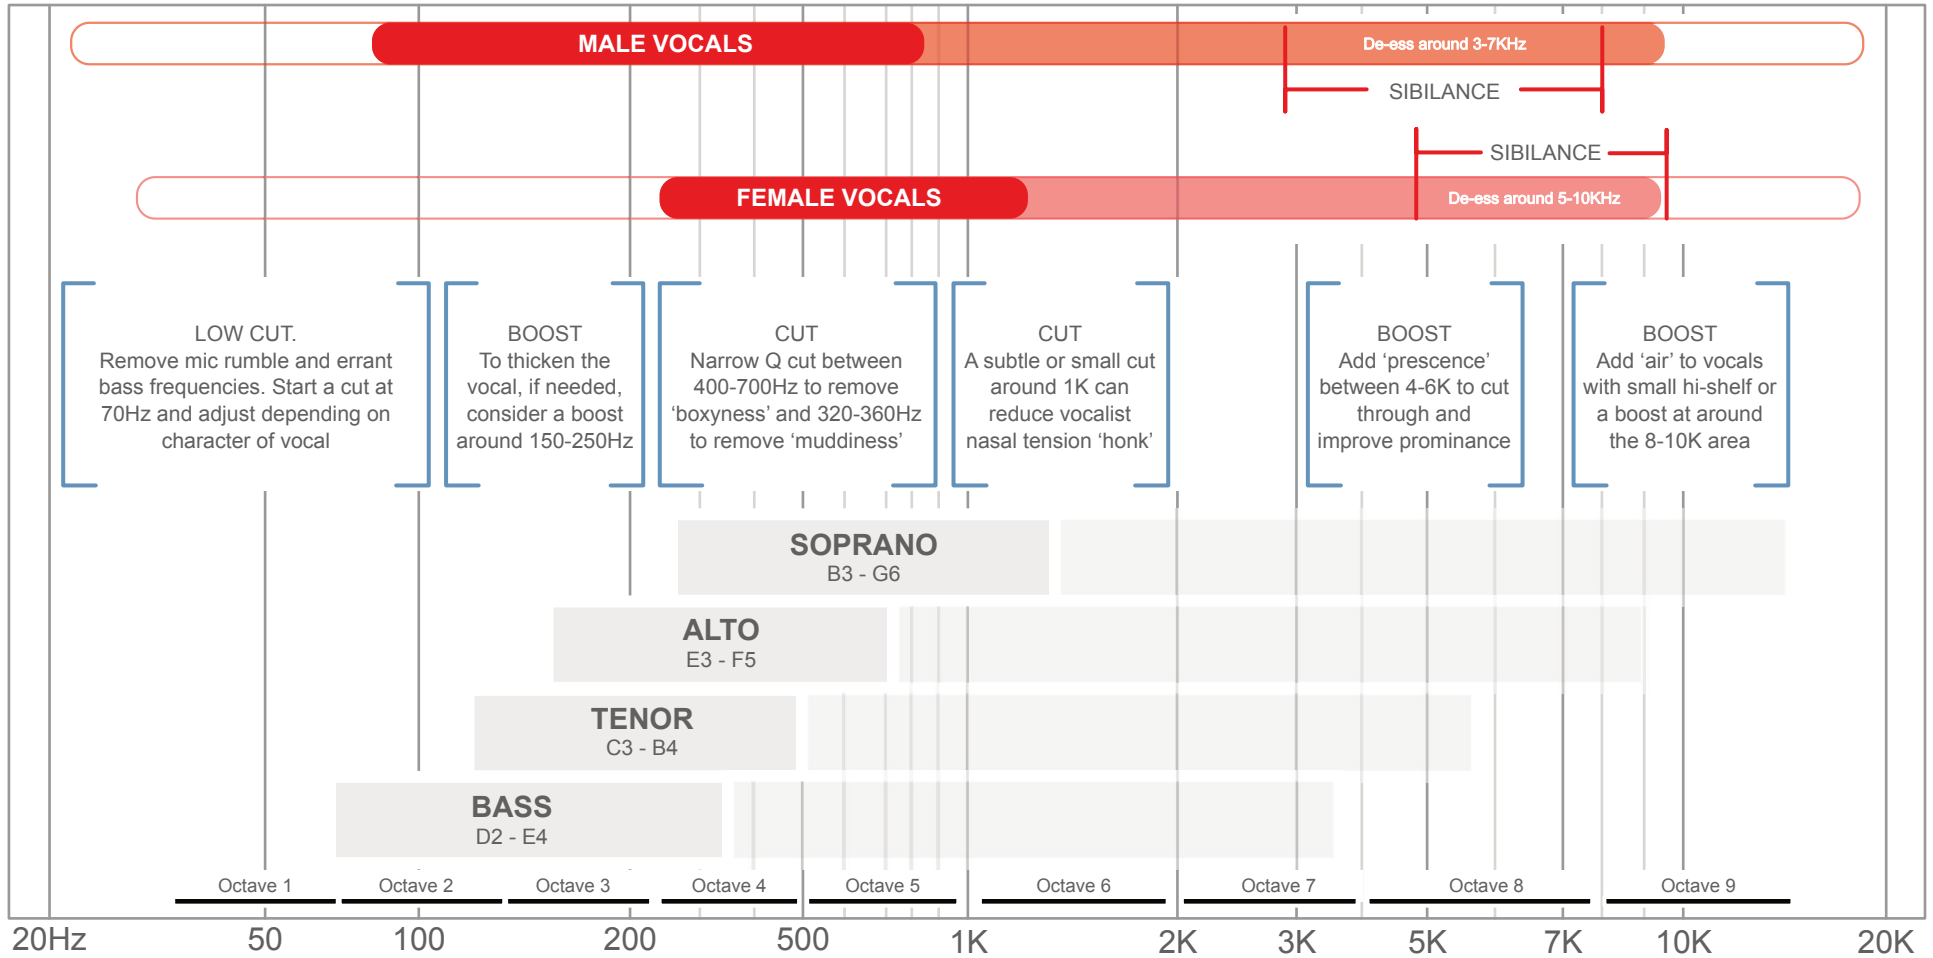 MALE VOCALS
De-ess around 3-7KHz
SIBILANCE
SIBILANCE
FEMALE VOCALS
De-ess around 5-10KHz
LOW CUT.
Remove mic rumble and errant
bass frequencies. Start a cut at
70Hz and adjust depending on
character of vocal
BOOST
To thicken the
vocal, if needed,
consider a boost
around 150-250Hz
CUT
Narrow Q cut between
400-700Hz to remove
‘boxyness’ and 320-360Hz
to remove ‘muddiness’
CUT
A subtle or small cut
around 1K can
reduce vocalist
nasal tension ‘honk’
BOOST
Add ‘prescence’
between 4-6K to cut
through and
improve prominance
BOOST
Add ‘air’ to vocals
with small hi-shelf or
a boost at around
the 8-10K area
SOPRANO
B3 - G6
ALTO
E3 - F5
TENOR
C3 - B4
BASS
D2 - E4
Octave 1 Octave 2 Octave 3 Octave 4 Octave 5 Octave 6 Octave 7 Octave 8 Octave 9
20Hz 50 100 200 500 1K 2K 3K 5K 7K 10K 20K